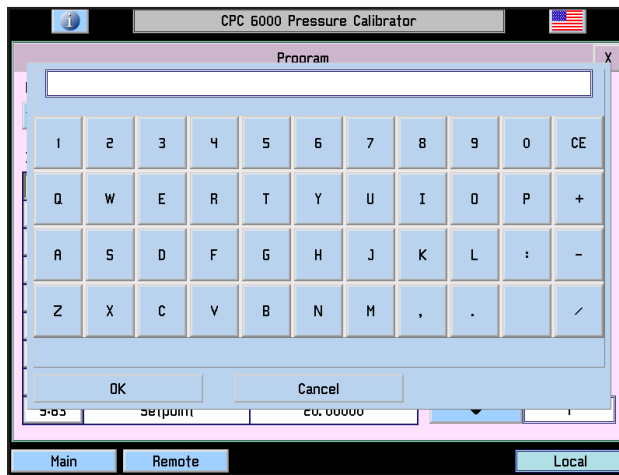 CPC 6000 Pressure Calibrator
Program X
1 2 3 4 5 6 7 8 9 0 CE
Q W E R T Y U I O P +
A S D F G H J K L : -
Z X C V B N M , . /
OK Cancel
S-63 Setpoint 20.00000 1
Main Remote Local